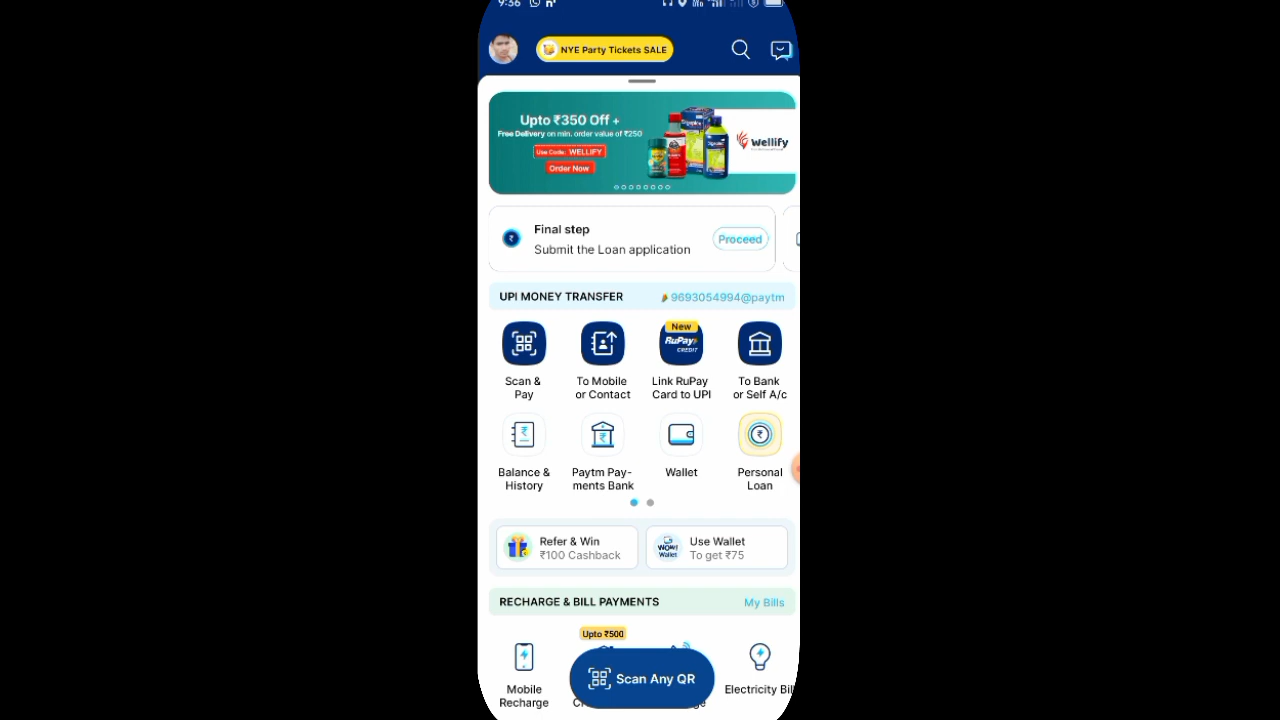 9:36
NYE Party Tickets SALE
Upto ₹350 Off +
Free Delivery on min. order value of ₹250
Use Code: WELLIFY
Order Now
Wellify
Final step
Submit the Loan application
Proceed
UPI MONEY TRANSFER
9693054994@paytm
New
RuPay
CREDIT
Scan &
Pay
To Mobile
or Contact
Link RuPay
Card to UPI
To Bank
or Self A/c
Balance &
History
Paytm Pay-
ments Bank
Wallet
Personal
Loan
Refer & Win
₹100 Cashback
WOW!
Wallet
Use Wallet
To get ₹75
RECHARGE & BILL PAYMENTS
My Bills
Upto ₹500
Mobile
Recharge
Scan Any QR
Electricity Bill